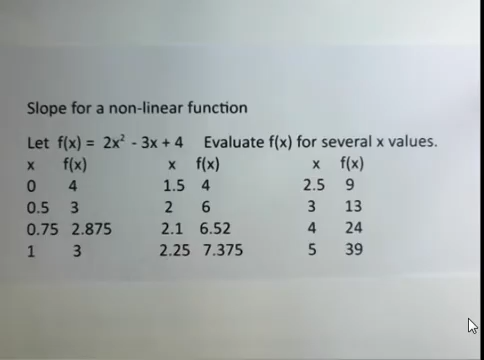 Slope for a non-linear function
Let f(x) = 2x² - 3x + 4 Evaluate f(x) for several x values.
x f(x) x f(x) x f(x)
0 4 1.5 4 2.5 9
0.5 3 2 6 3 13
0.75 2.875 2.1 6.52 4 24
1 3 2.25 7.375 5 39